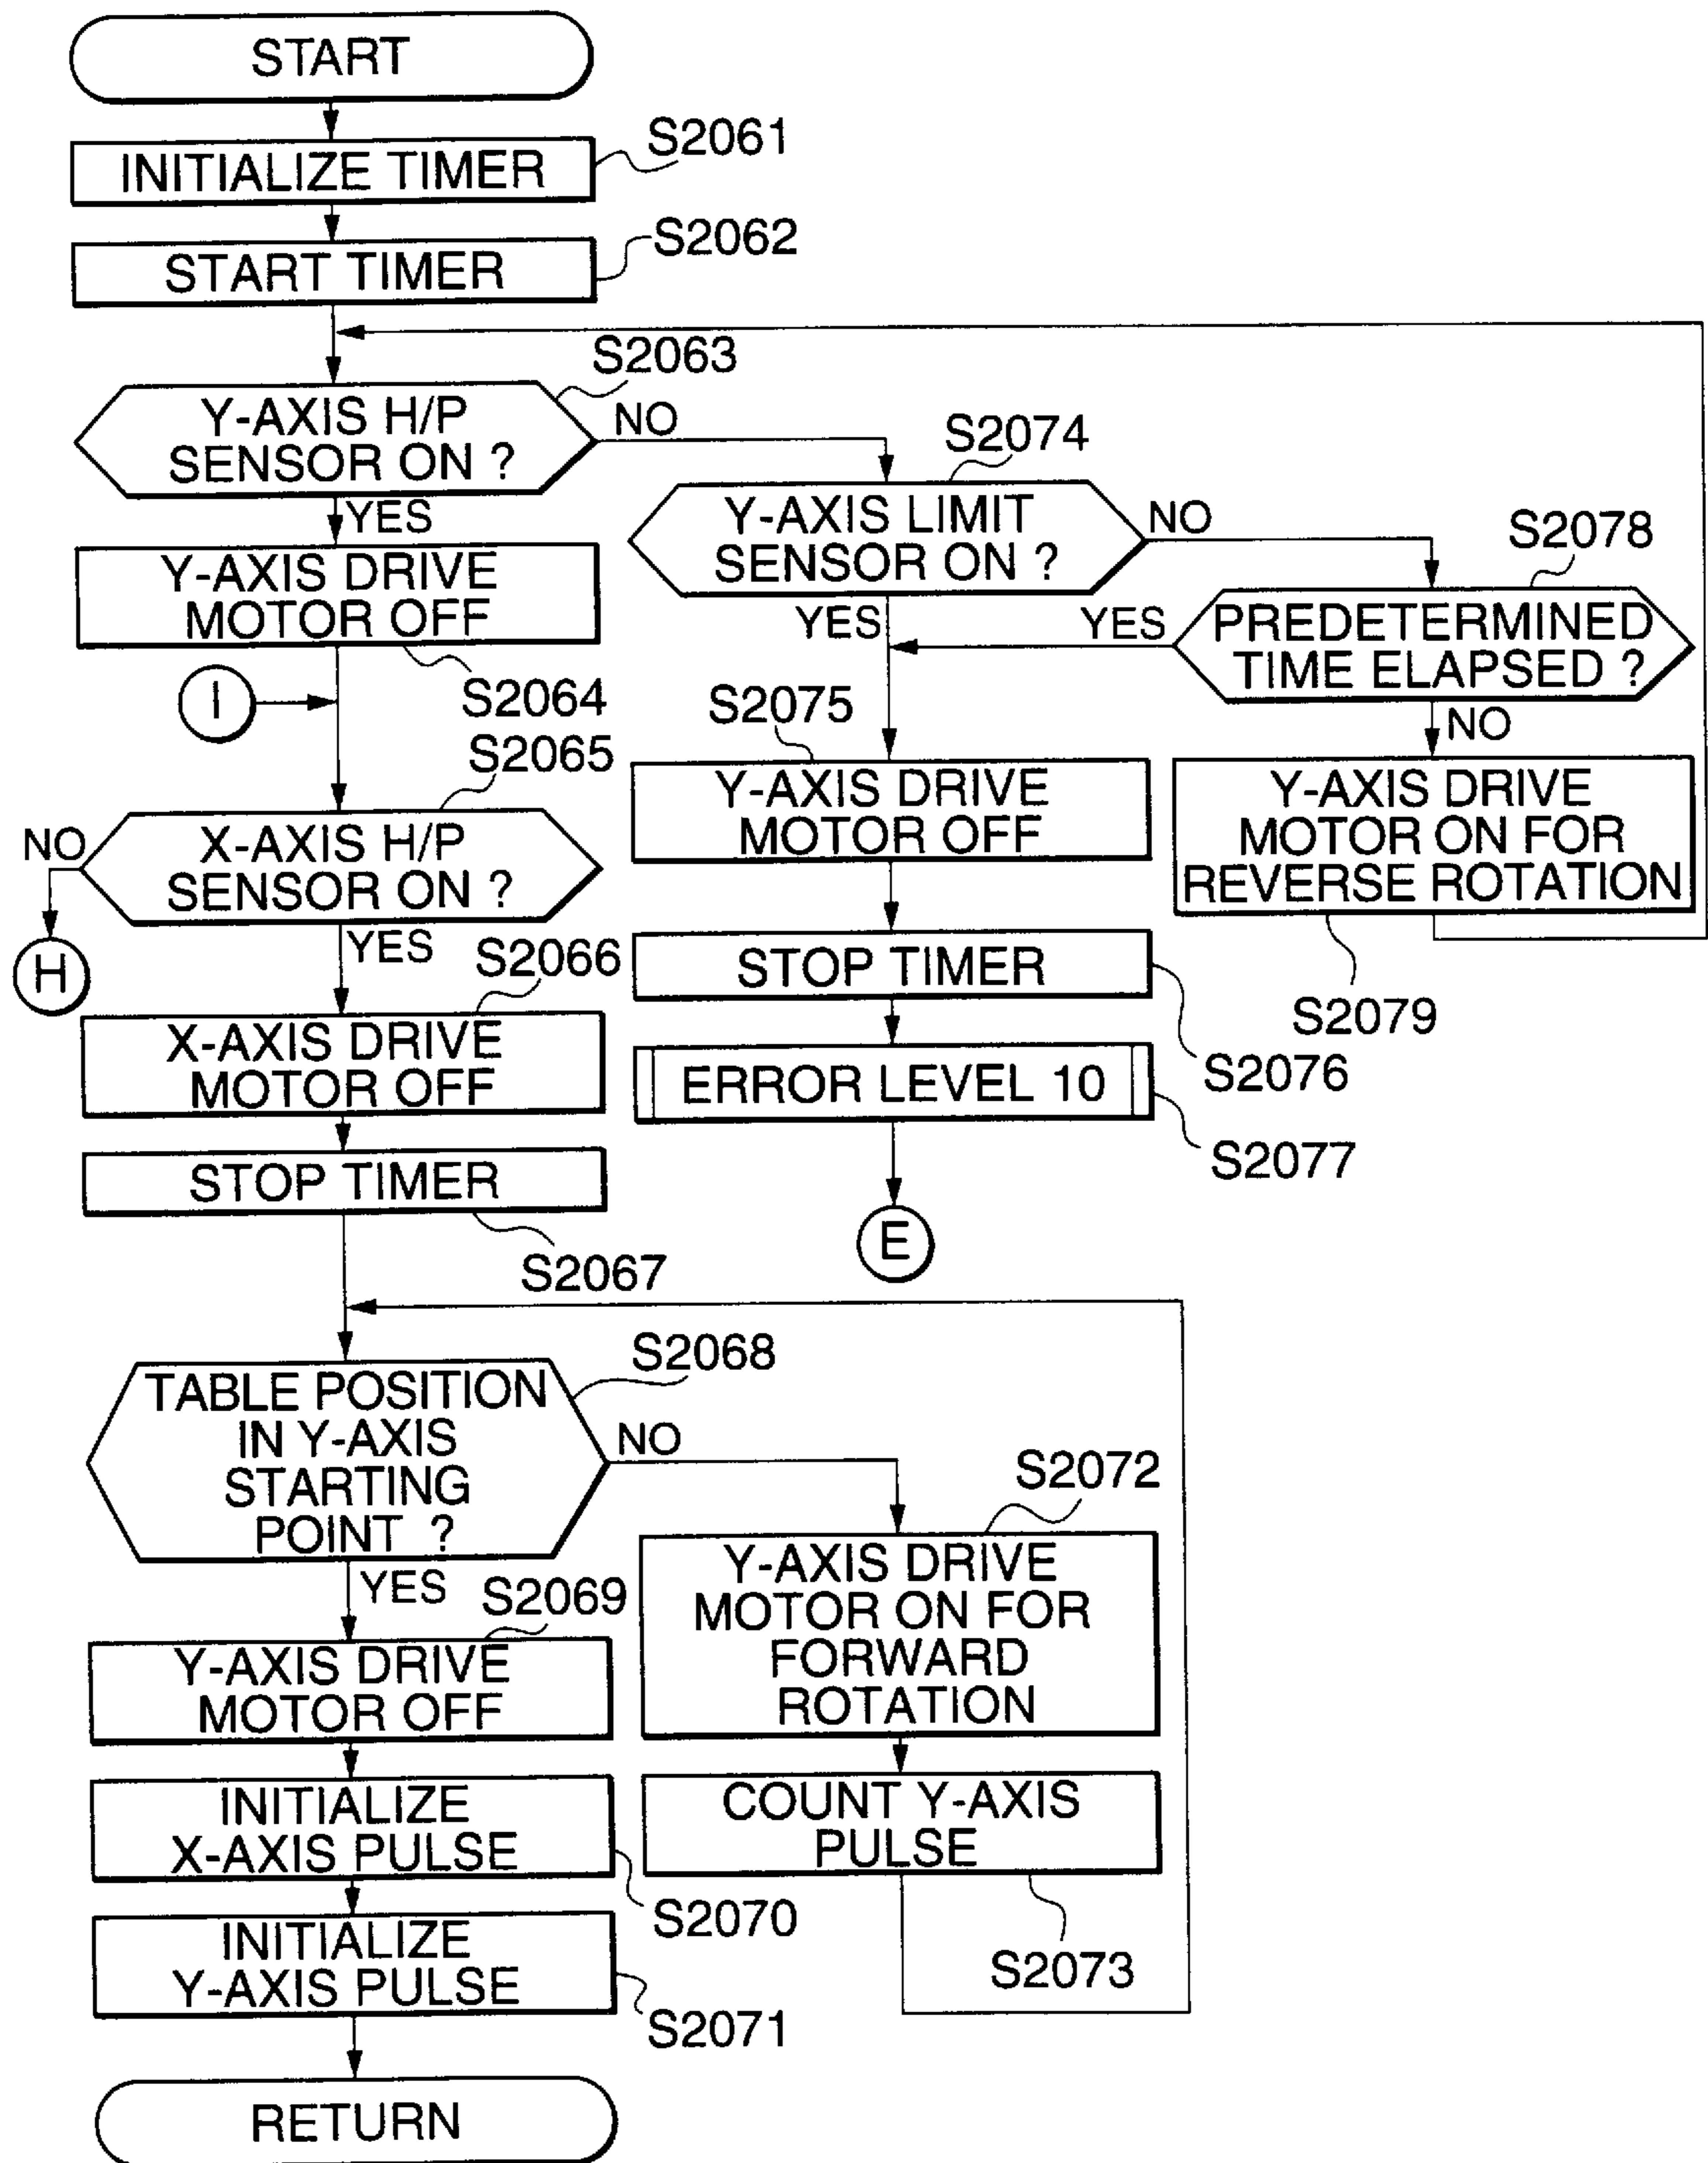 START
S2061
INITIALIZE TIMER
S2062
START TIMER
S2063
Y-AXIS H/P
SENSOR ON ?
NO
YES
S2074
Y-AXIS LIMIT
SENSOR ON ?
NO
YES
S2078
PREDETERMINED
TIME ELAPSED ?
YES
NO
Y-AXIS DRIVE
MOTOR OFF
S2064
I
S2065
X-AXIS H/P
SENSOR ON ?
NO
H
YES
S2075
Y-AXIS DRIVE
MOTOR OFF
Y-AXIS DRIVE
MOTOR ON FOR
REVERSE ROTATION
S2079
S2066
X-AXIS DRIVE
MOTOR OFF
STOP TIMER
S2076
ERROR LEVEL 10
S2077
E
STOP TIMER
S2067
S2068
TABLE POSITION
IN Y-AXIS
STARTING
POINT ?
NO
YES
S2072
Y-AXIS DRIVE
MOTOR ON FOR
FORWARD
ROTATION
S2069
Y-AXIS DRIVE
MOTOR OFF
COUNT Y-AXIS
PULSE
S2073
INITIALIZE
X-AXIS PULSE
S2070
INITIALIZE
Y-AXIS PULSE
S2071
RETURN